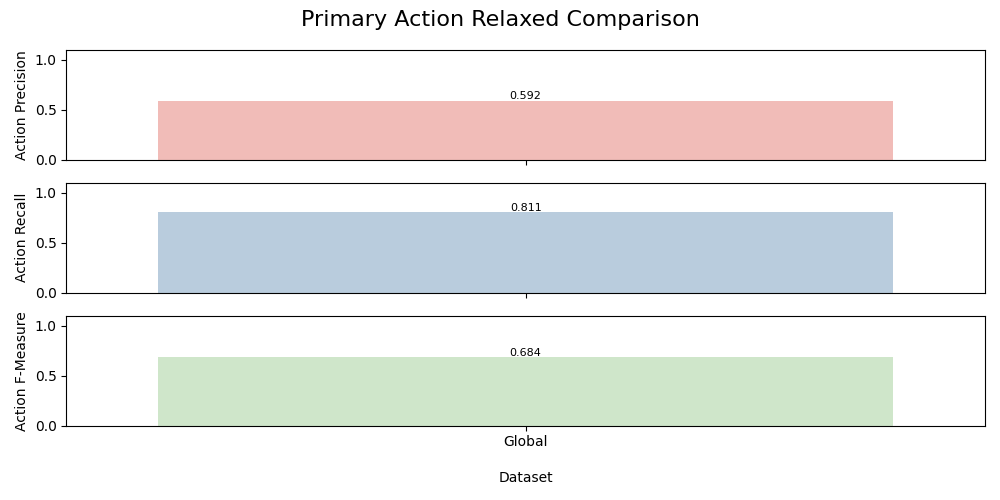 Primary Action Relaxed Comparison
Action Precision
1.0
0.5
0.0
0.592
Action Recall
1.0
0.5
0.0
0.811
Action F-Measure
1.0
0.5
0.0
0.684
Global
Dataset